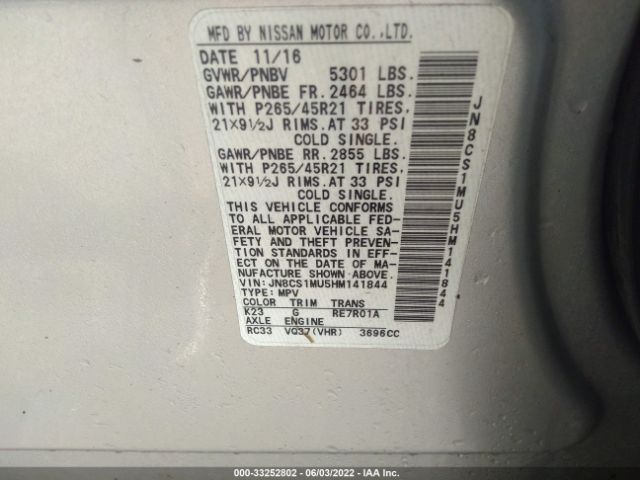 MFD BY NISSAN MOTOR CO.,LTD.
DATE 11/16
GVWR/PNBV 5301 LBS.
GAWR/PNBE FR. 2464 LBS.
WITH P265/45R21 TIRES.
21X9½J RIMS.AT 33 PSI
COLD SINGLE.
GAWR/PNBE RR. 2855 LBS.
WITH P265/45R21 TIRES.
21X9½J RIMS.AT 33 PSI
COLD SINGLE.
THIS VEHICLE CONFORMS
TO ALL APPLICABLE FED-
ERAL MOTOR VEHICLE SA-
FETY AND THEFT PREVEN-
TION STANDARDS IN EFF-
ECT ON THE DATE OF MA-
NUFACTURE SHOWN ABOVE.
VIN: JN8CS1MU5HM141844
TYPE: MPV
COLOR TRIM TRANS
K23 G RE7R01A
AXLE ENGINE
RC33 VQ37(VHR) 3696CC
JN8CS1MU5HM141844
000-33252802 - 06/03/2022 - IAA Inc.